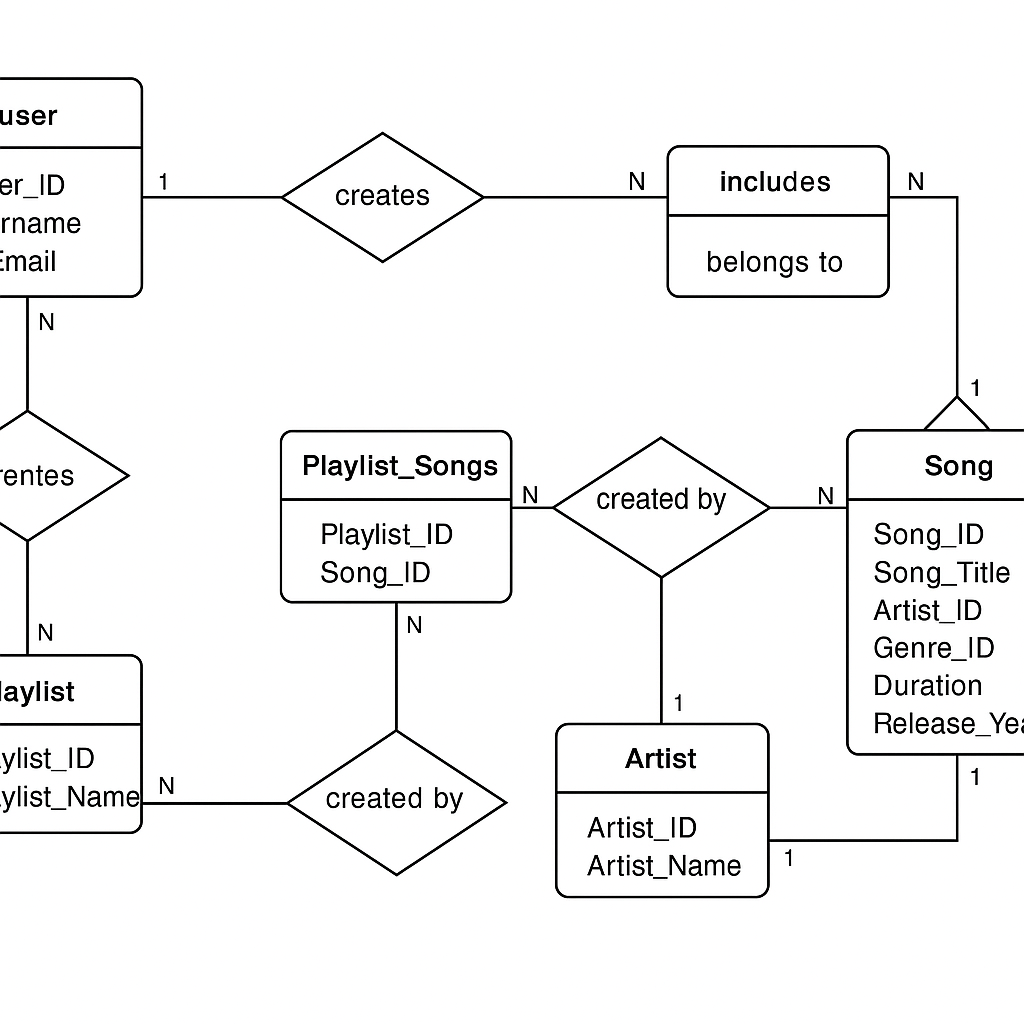 user
er_ID
rname
Email
1
creates
N
includes
belongs to
N
1
N
rentes
N
Playlist_Songs
Playlist_ID
Song_ID
N
created by
N
Song
Song_ID
Song_Title
Artist_ID
Genre_ID
Duration
Release_Yea
N
1
laylist
ylist_ID
ylist_Name
N
created by
Artist
Artist_ID
Artist_Name
1
1